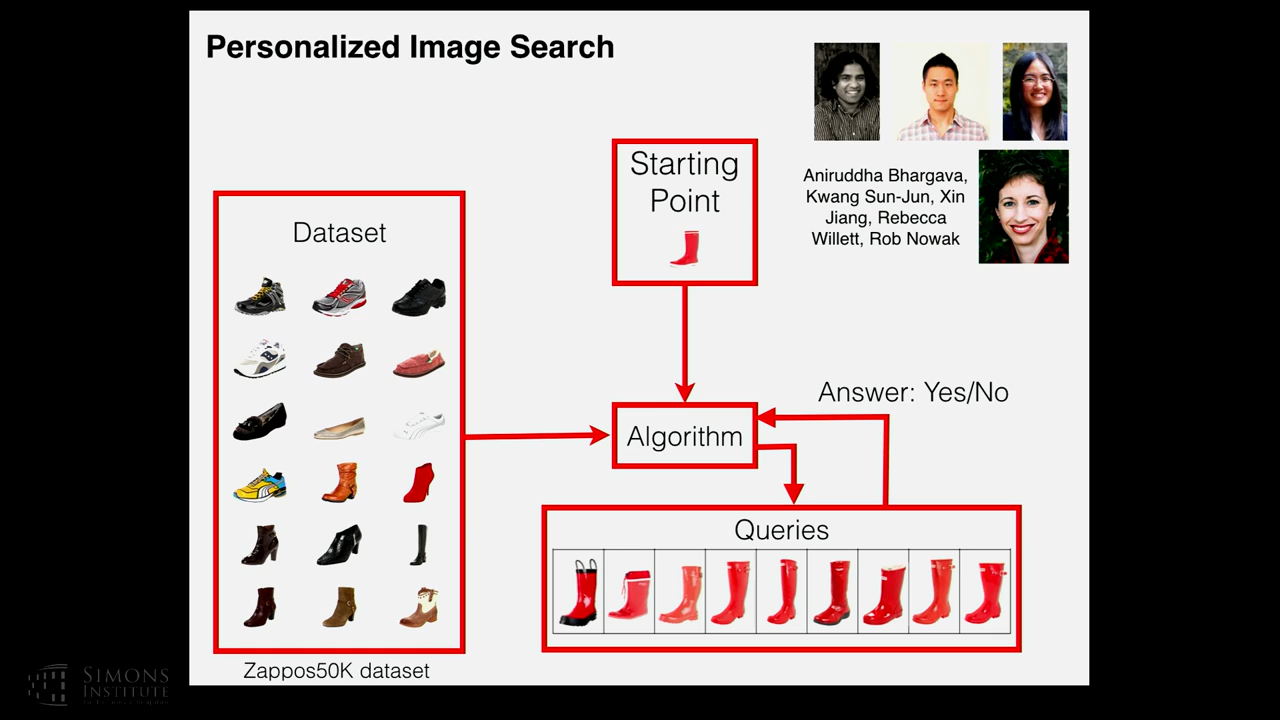 Personalized Image Search
Aniruddha Bhargava,
Kwang Sun-Jun, Xin
Jiang, Rebecca
Willett, Rob Nowak
Starting
Point
Dataset
Answer: Yes/No
Algorithm
Queries
Zappos50K dataset
SIMONS
INSTITUTE